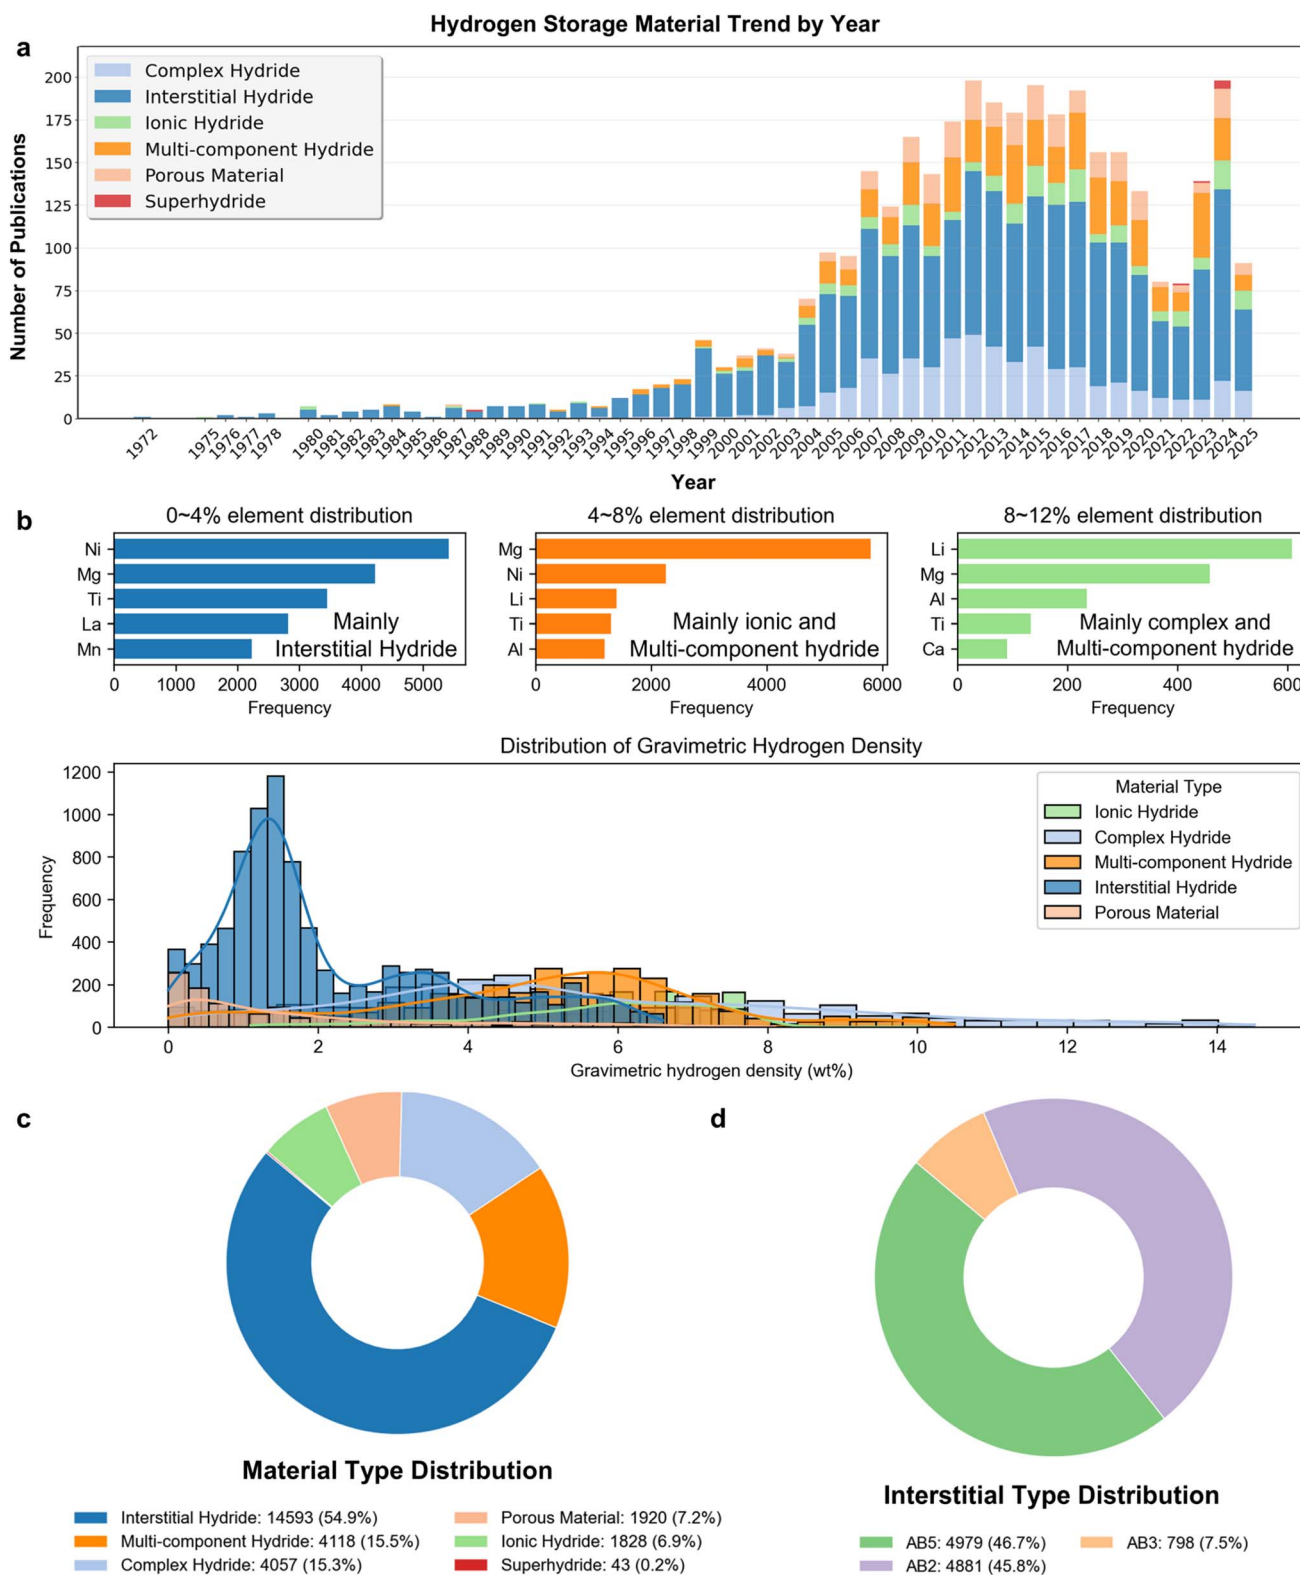 Hydrogen Storage Material Trend by Year
a
Complex Hydride
Interstitial Hydride
Ionic Hydride
Multi-component Hydride
Porous Material
Superhydride
Number of Publications
200
175
150
125
100
75
50
25
0
1972 1975 1976 1977 1978 1980 1981 1982 1983 1984 1985 1986 1987 1988 1989 1990 1991 1992 1993 1994 1995 1996 1997 1998 1999 2000 2001 2002 2003 2004 2005 2006 2007 2008 2009 2010 2011 2012 2013 2014 2015 2016 2017 2018 2019 2020 2021 2022 2023 2024 2025
Year
b
0~4% element distribution
Ni
Mg
Ti
La
Mn
Mainly
Interstitial Hydride
0 1000 2000 3000 4000 5000
Frequency
4~8% element distribution
Mg
Ni
Li
Ti
Al
Mainly ionic and
Multi-component hydride
0 2000 4000 6000
Frequency
8~12% element distribution
Li
Mg
Al
Ti
Ca
Mainly complex and
Multi-component hydride
0 200 400 600
Frequency
Distribution of Gravimetric Hydrogen Density
Frequency
1200
1000
800
600
400
200
0
Material Type
Ionic Hydride
Complex Hydride
Multi-component Hydride
Interstitial Hydride
Porous Material
0 2 4 6 8 10 12 14
Gravimetric hydrogen density (wt%)
c
Material Type Distribution
Interstitial Hydride: 14593 (54.9%)
Multi-component Hydride: 4118 (15.5%)
Complex Hydride: 4057 (15.3%)
Porous Material: 1920 (7.2%)
Ionic Hydride: 1828 (6.9%)
Superhydride: 43 (0.2%)
d
Interstitial Type Distribution
AB5: 4979 (46.7%)
AB2: 4881 (45.8%)
AB3: 798 (7.5%)